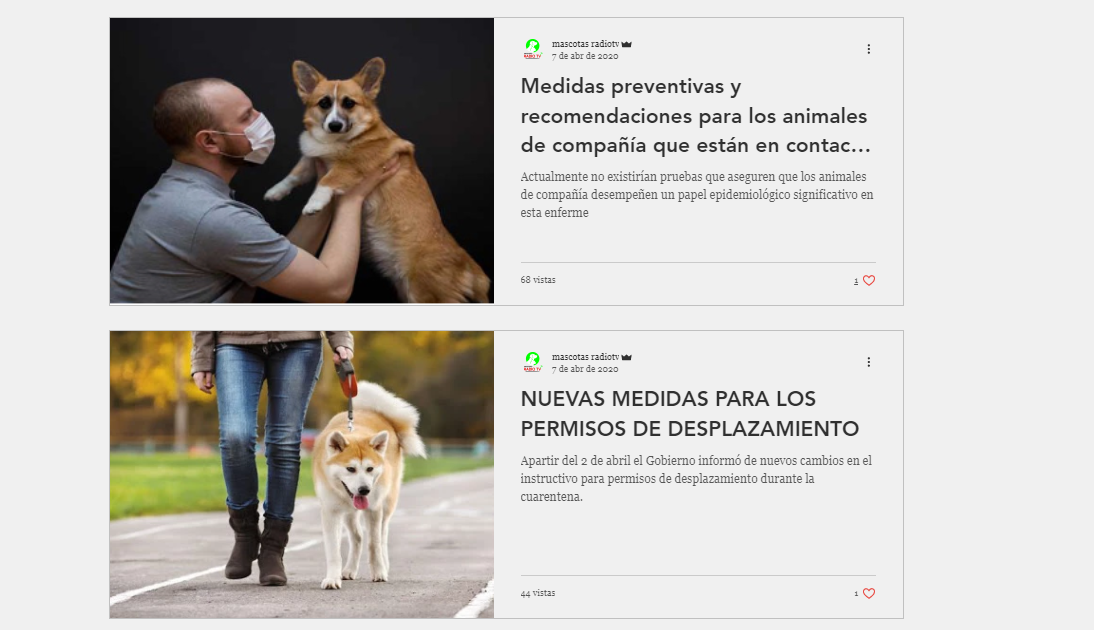 mascotas radiotv
7 de abr de 2020
Medidas preventivas y
recomendaciones para los animales
de compañía que están en contac...
Actualmente no existirían pruebas que aseguren que los animales
de compañía desempeñen un papel epidemiológico significativo en
esta enferme
68 vistas
1
mascotas radiotv
7 de abr de 2020
NUEVAS MEDIDAS PARA LOS
PERMISOS DE DESPLAZAMIENTO
Apartir del 2 de abril el Gobierno informó de nuevos cambios en el
instructivo para permisos de desplazamiento durante la
cuarentena.
44 vistas
1